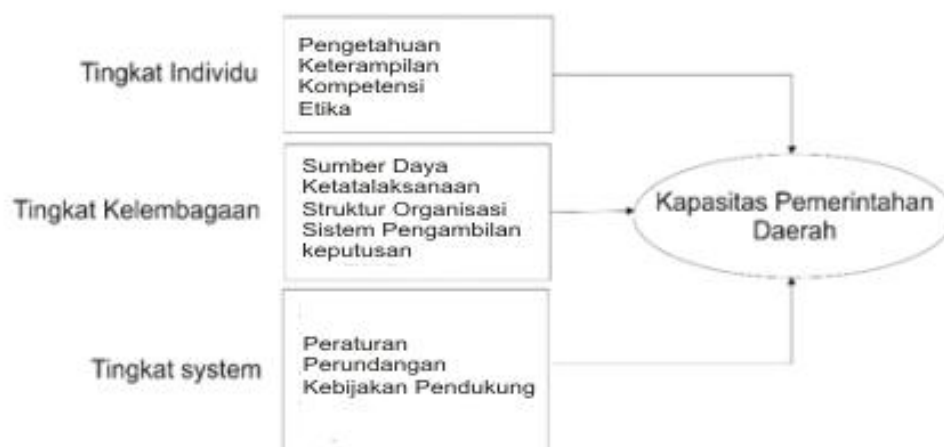 Tingkat Individu
Pengetahuan
Keterampilan
Kompetensi
Etika
Tingkat Kelembagaan
Sumber Daya
Ketatalaksanaan
Struktur Organisasi
Sistem Pengambilan
keputusan
Kapasitas Pemerintahan
Daerah
Tingkat system
Peraturan
Perundangan
Kebijakan Pendukung